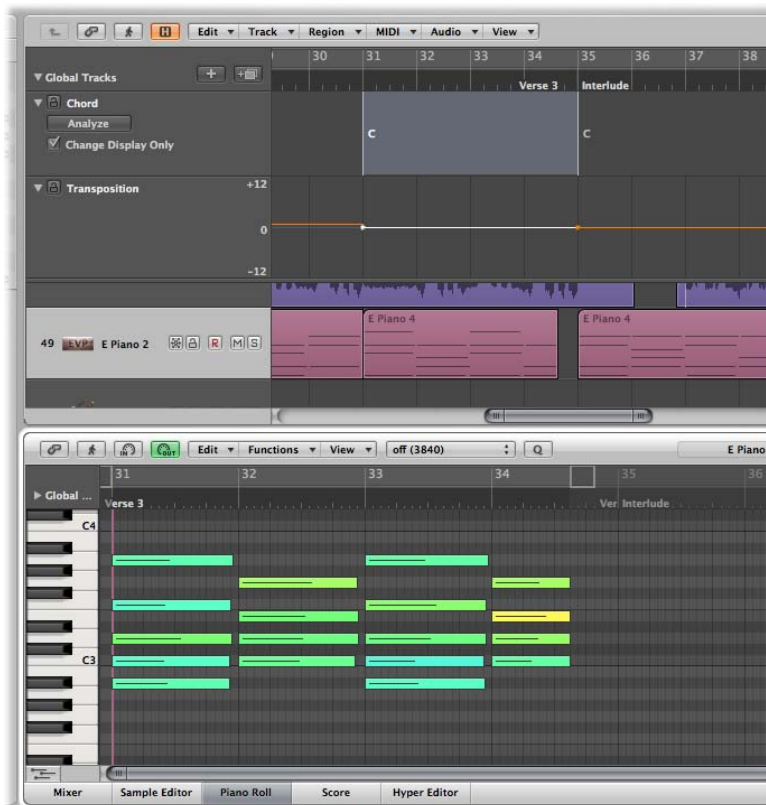 Edit Track Region MIDI Audio View
30 31 32 33 34 35 36 37 38
Global Tracks
Verse 3 Interlude
Chord
Analyze
C C
Change Display Only
Transposition +12
0
-12
E Piano 4 E Piano 4
49 EVP E Piano 2 R M S
IN OUT Edit Functions View off (3840) Q E Piano
31 32 33 34 35 36
Global ...
Verse 3 Ver Interlude
C4
C3
Mixer Sample Editor Piano Roll Score Hyper Editor